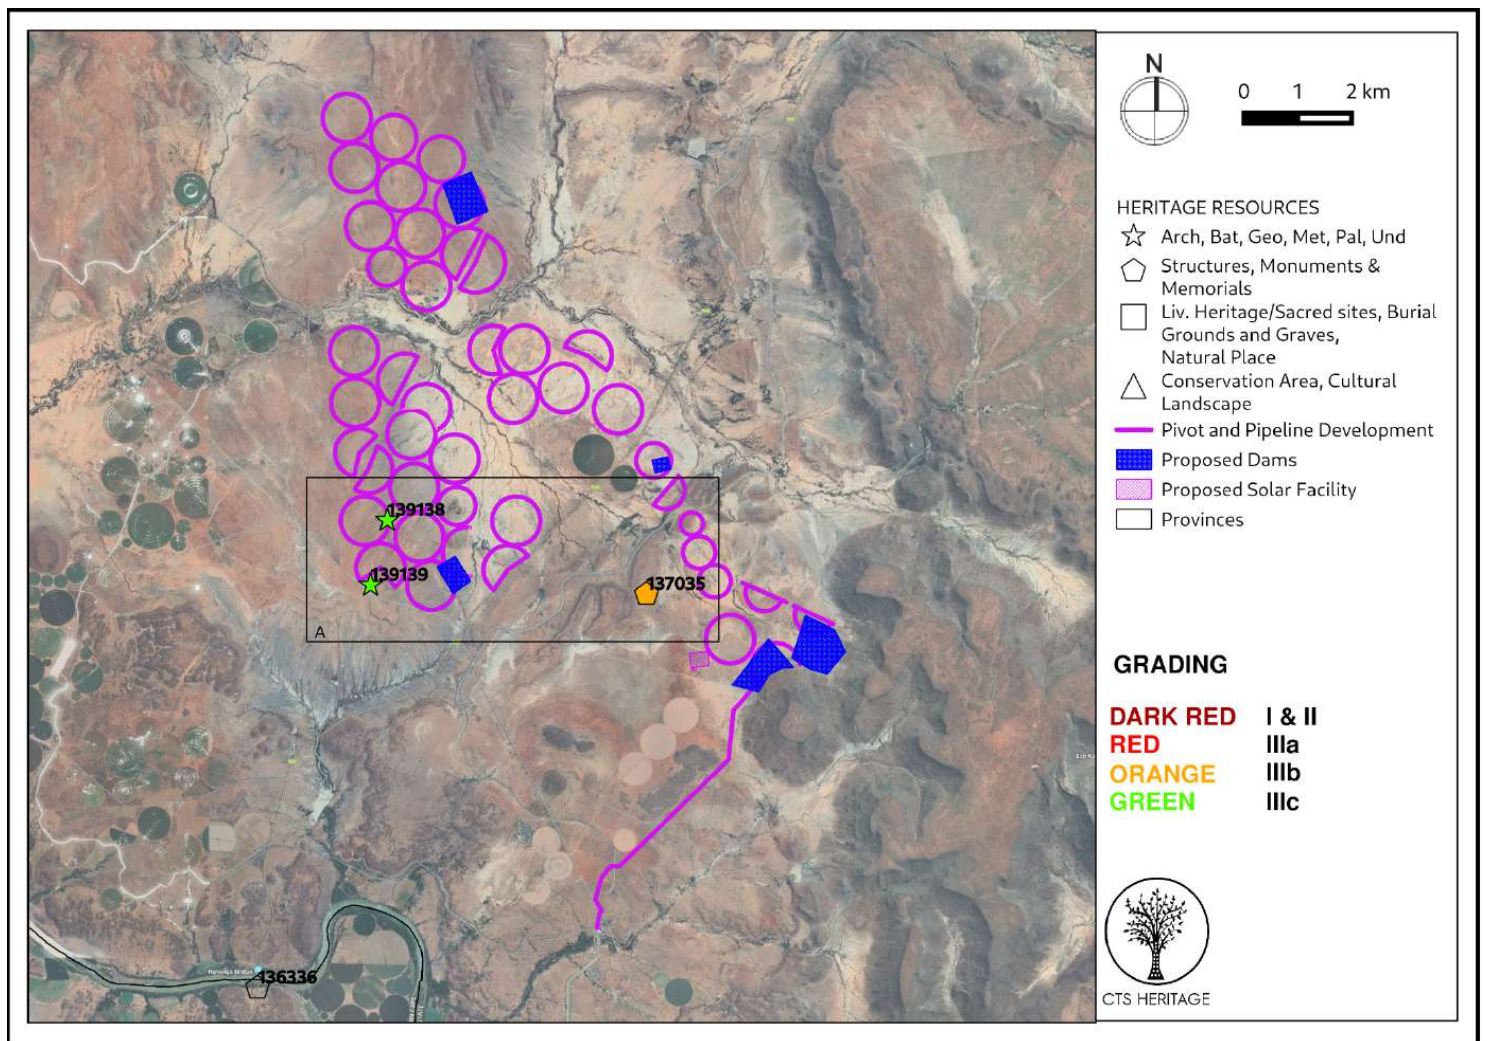 N
0 1 2 km
HERITAGE RESOURCES
Arch, Bat, Geo, Met, Pal, Und
Structures, Monuments &
Memorials
Liv. Heritage/Sacred sites, Burial
Grounds and Graves,
Natural Place
Conservation Area, Cultural
Landscape
Pivot and Pipeline Development
Proposed Dams
Proposed Solar Facility
Provinces
139138
139139
137035
A
136336
GRADING
DARK RED I & II
RED IIIa
ORANGE IIIb
GREEN IIIc
CTS HERITAGE